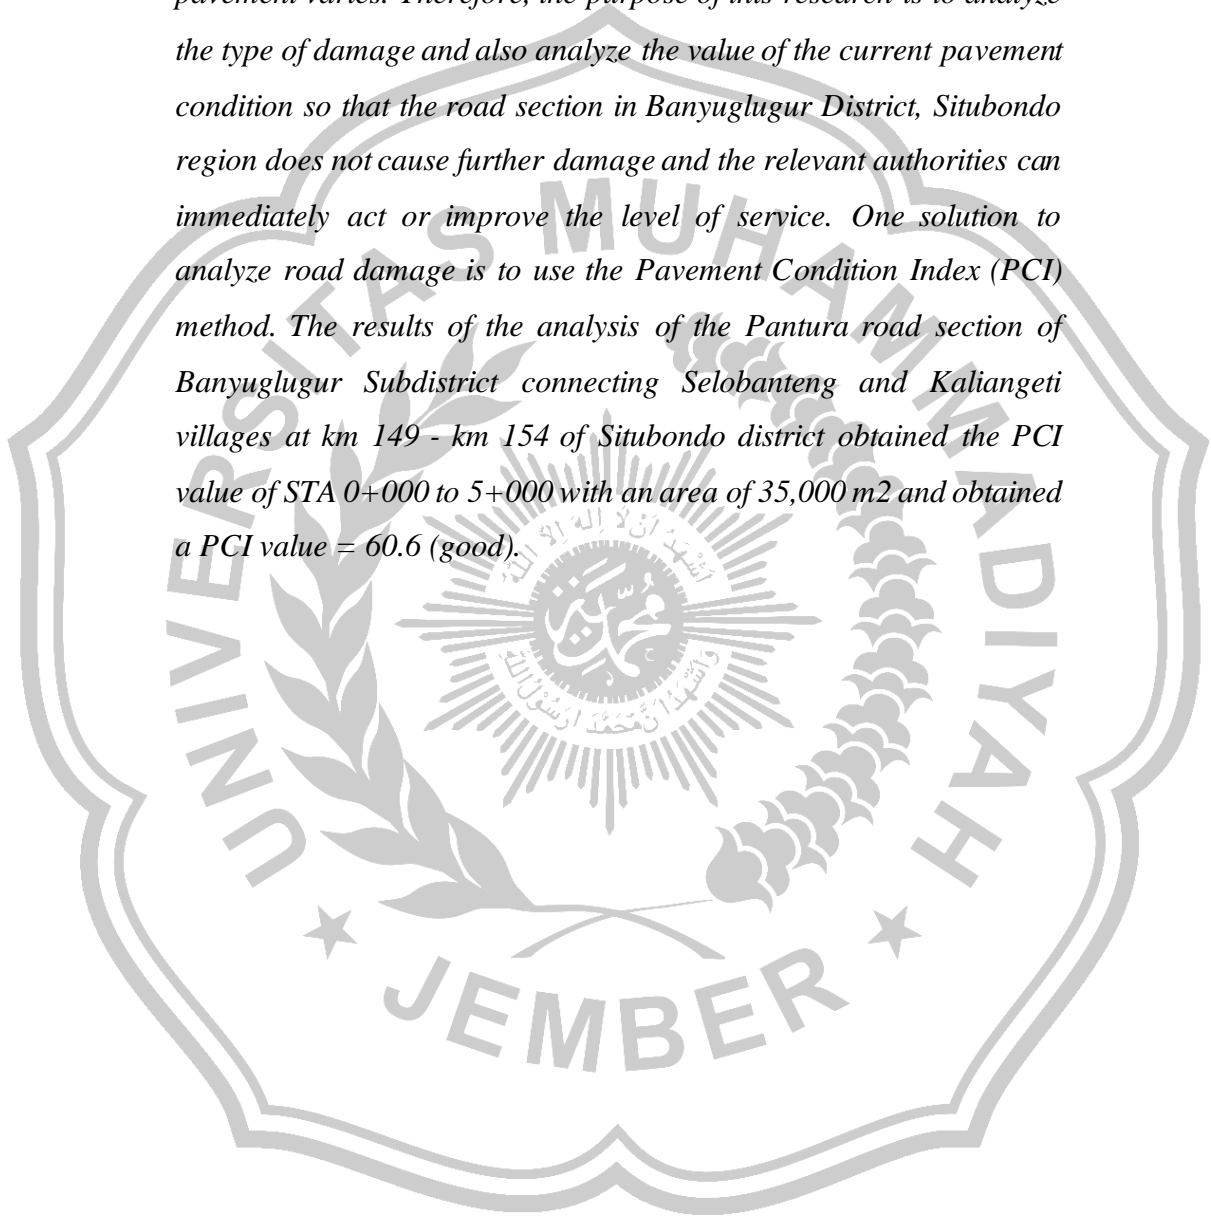 pavement varies. Therefore, the purpose of this research is to analyze
the type of damage and also analyze the value of the current pavement
condition so that the road section in Banyuglugur District, Situbondo
region does not cause further damage and the relevant authorities can
immediately act or improve the level of service. One solution to
analyze road damage is to use the Pavement Condition Index (PCI)
method. The results of the analysis of the Pantura road section of
Banyuglugur Subdistrict connecting Selobanteng and Kaliangeti
villages at km 149 - km 154 of Situbondo district obtained the PCI
value of STA 0+000 to 5+000 with an area of 35,000 m2 and obtained
a PCI value = 60.6 (good).
UNIVERSITAS MUHAMMADIYAH
JEMBER